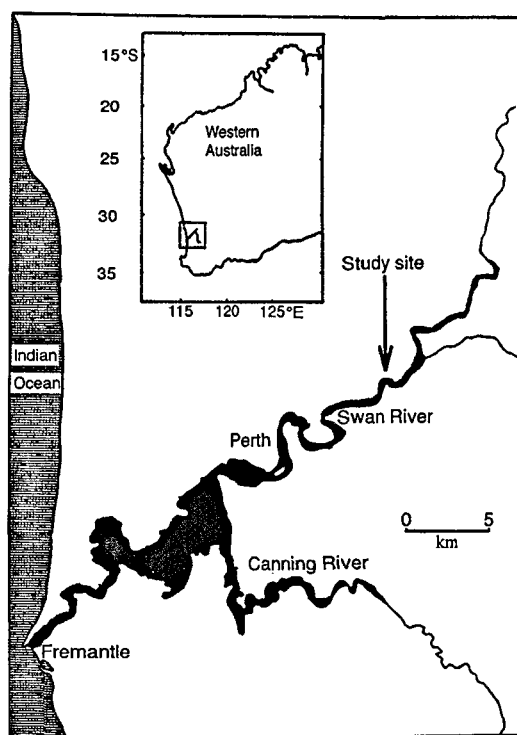 15°S
20
25
30
35
Western
Australia
115 120 125°E
Study site
Indian
Ocean
Swan River
Perth
0 5
km
Canning River
Fremantle